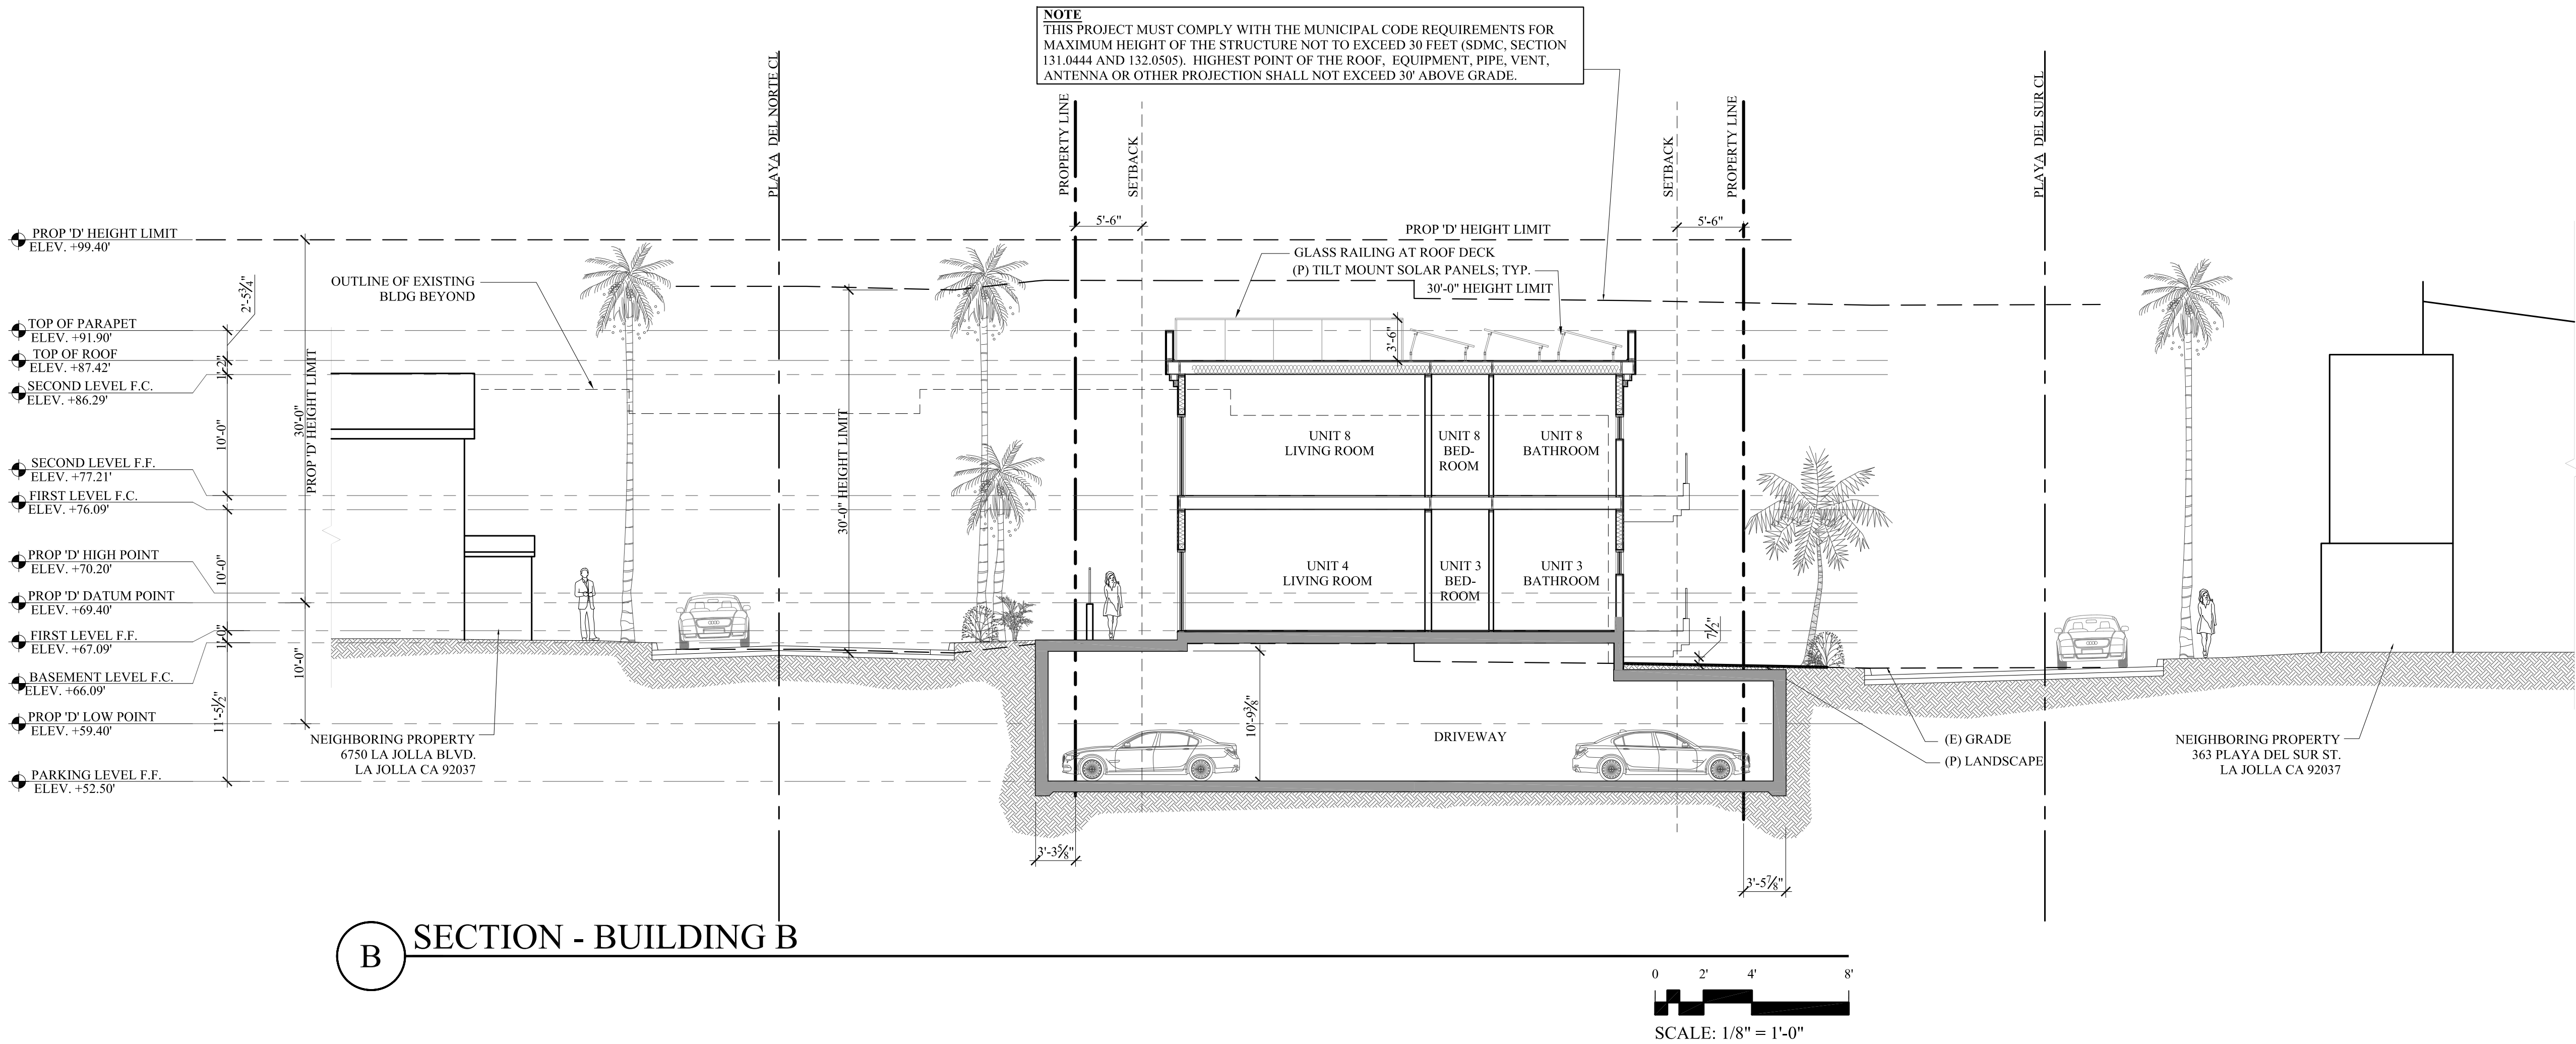 NOTE
THIS PROJECT MUST COMPLY WITH THE MUNICIPAL CODE REQUIREMENTS FOR
MAXIMUM HEIGHT OF THE STRUCTURE NOT TO EXCEED 30 FEET (SDMC, SECTION
131.0444 AND 132.0505). HIGHEST POINT OF THE ROOF, EQUIPMENT, PIPE, VENT,
ANTENNA OR OTHER PROJECTION SHALL NOT EXCEED 30' ABOVE GRADE.
PLAYA DEL NORTE CL
PROPERTY LINE
SETBACK
SETBACK
PROPERTY LINE
PLAYA DEL SUR CL
5'-6"
5'-6"
PROP 'D' HEIGHT LIMIT
ELEV. +99.40'
PROP 'D' HEIGHT LIMIT
GLASS RAILING AT ROOF DECK
(P) TILT MOUNT SOLAR PANELS; TYP.
30'-0" HEIGHT LIMIT
OUTLINE OF EXISTING
BLDG BEYOND
2'-5¾"
TOP OF PARAPET
ELEV. +91.90'
TOP OF ROOF
ELEV. +87.42'
SECOND LEVEL F.C.
ELEV. +86.29'
1'-2"
3'-6"
10'-0"
30'-0"
PROP 'D' HEIGHT LIMIT
30'-0" HEIGHT LIMIT
UNIT 8
LIVING ROOM
UNIT 8
BED-
ROOM
UNIT 8
BATHROOM
SECOND LEVEL F.F.
ELEV. +77.21'
FIRST LEVEL F.C.
ELEV. +76.09'
PROP 'D' HIGH POINT
ELEV. +70.20'
10'-0"
UNIT 4
LIVING ROOM
UNIT 3
BED-
ROOM
UNIT 3
BATHROOM
PROP 'D' DATUM POINT
ELEV. +69.40'
FIRST LEVEL F.F.
ELEV. +67.09'
1'-0"
7½"
10'-0"
BASEMENT LEVEL F.C.
ELEV. +66.09'
11'-5½"
PROP 'D' LOW POINT
ELEV. +59.40'
PARKING LEVEL F.F.
ELEV. +52.50'
NEIGHBORING PROPERTY
6750 LA JOLLA BLVD.
LA JOLLA CA 92037
10'-9⅜"
DRIVEWAY
(E) GRADE
(P) LANDSCAPE
NEIGHBORING PROPERTY
363 PLAYA DEL SUR ST.
LA JOLLA CA 92037
3'-3⅝"
3'-5⅞"
B
SECTION - BUILDING B
0 2' 4' 8'
SCALE: 1/8" = 1'-0"